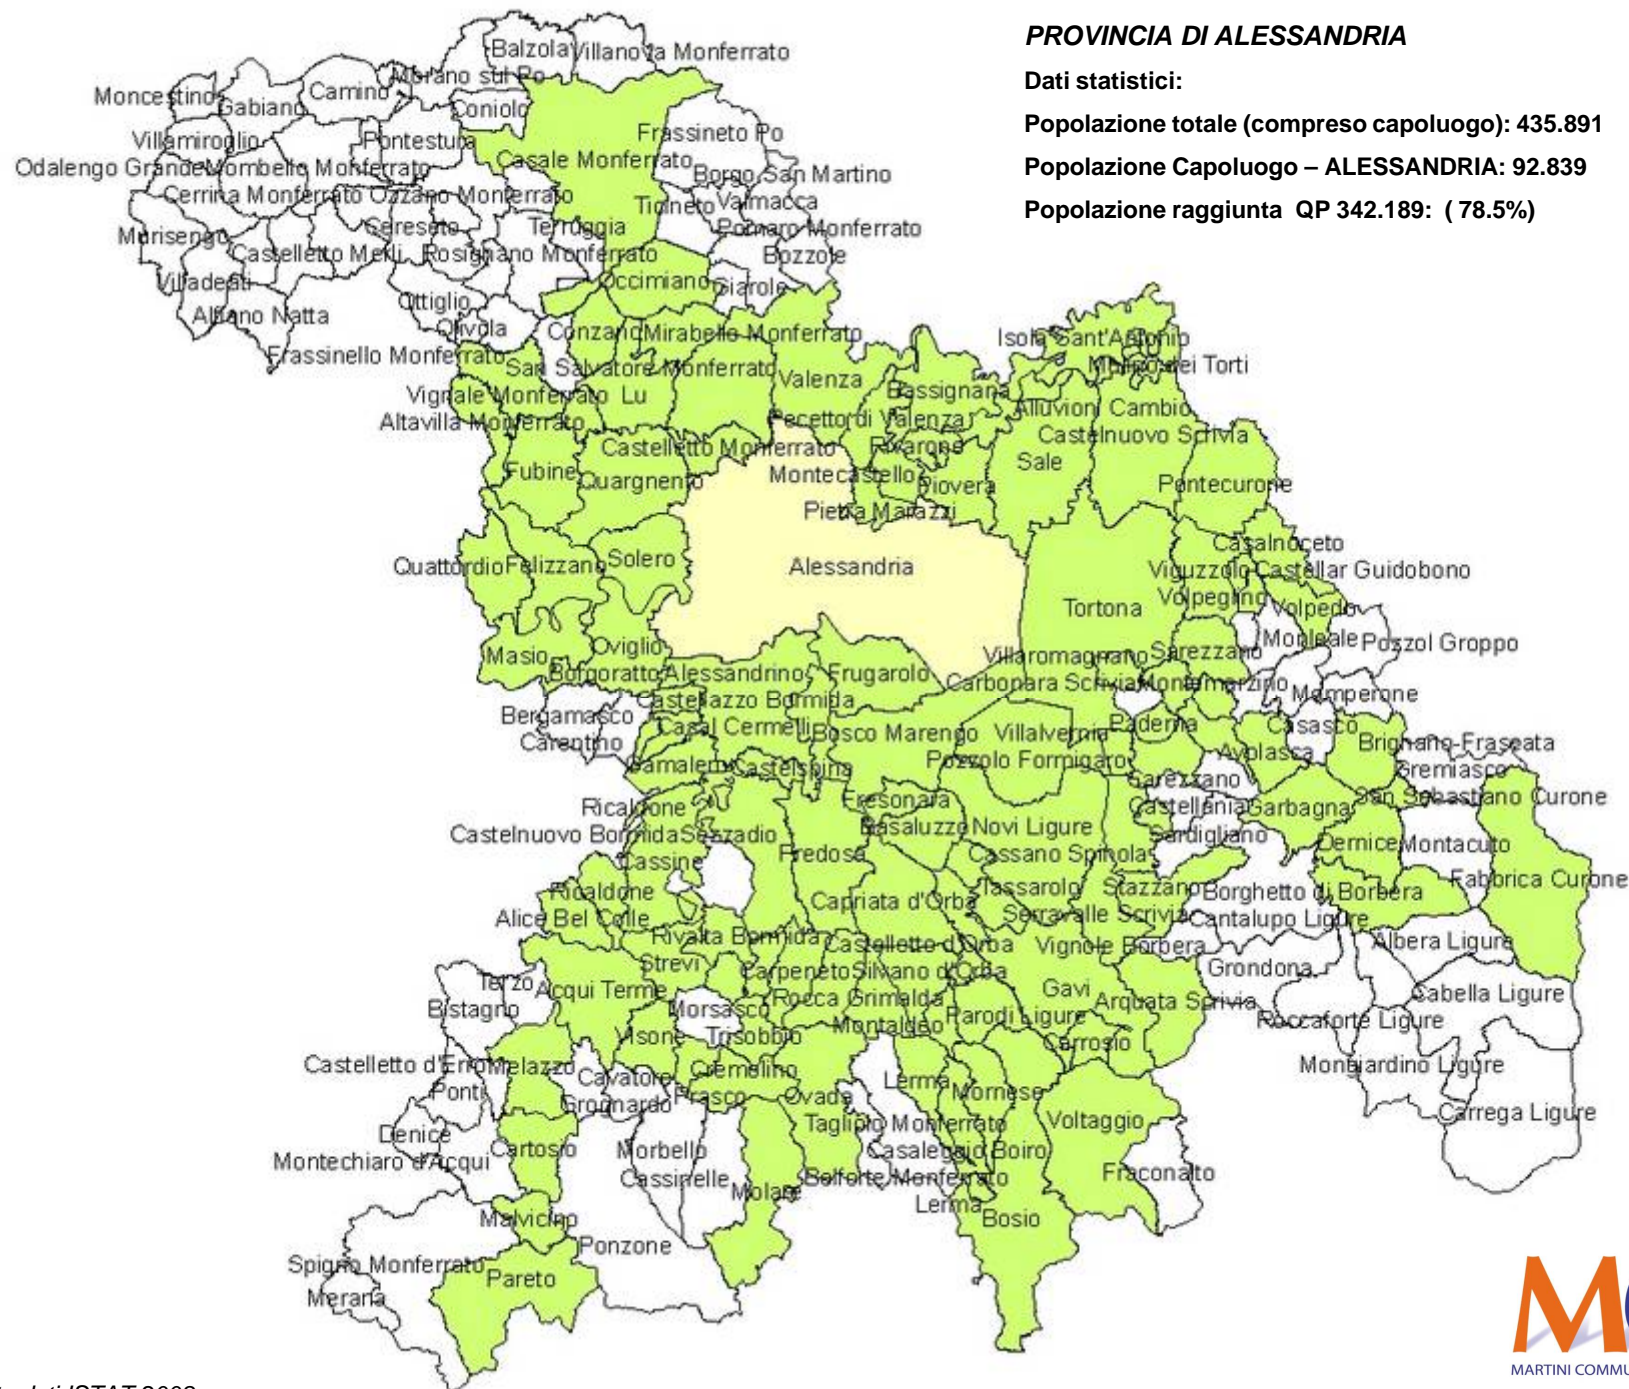 PROVINCIA DI ALESSANDRIA
Dati statistici:
Popolazione totale (compreso capoluogo): 435.891
Popolazione Capoluogo – ALESSANDRIA: 92.839
Popolazione raggiunta QP 342.189: ( 78.5%)
Balzola
Villanova Monferrato
Morano sul Po
Moncestino
Gabiano
Camino
Coniolo
Villamiroglio
Pontestura
Frassineto Po
Odalengo Grande
Mombello Monferrato
Casale Monferrato
Borgo San Martino
Cerrina Monferrato
Ozzano Monferrato
Ticineto
Valmacca
Murisengo
Cereseto
Terruggia
Pomaro Monferrato
Castelletto Merli
Rosignano Monferrato
Bozzole
Villadeati
Occimiano
Giarole
Alfiano Natta
Ottiglio
Olivola
Conzano
Mirabello Monferrato
Isola Sant'Antonio
Frassinello Monferrato
San Salvatore Monferrato
Molino dei Torti
Valenza
Bassignana
Vignale Monferrato
Lu
Alluvioni Cambio
Altavilla Monferrato
Pecetto di Valenza
Castelnuovo Scrivia
Castelletto Monferrato
Rivarone
Sale
Fubine
Quargnento
Montecastello
Piovera
Pontecurone
Pietra Marazzi
Casalnoceto
Quattordio
Felizzano
Solero
Alessandria
Viguzzolo
Castellar Guidobono
Tortona
Volpeglino
Volpedo
Masio
Oviglio
Monleale
Pozzol Groppo
Villaromagnano
Sarezzano
Borgoratto Alessandrino
Frugarolo
Carbonara Scrivia
Montemarzino
Momperone
Castellazzo Bormida
Bergamasco
Casal Cermelli
Bosco Marengo
Villalvernia
Paderna
Casasco
Carentino
Avolasca
Brignano-Frascata
Gamalero
Castelspina
Pozzolo Formigaro
Sarezzano
Gremiasco
Ricaldone
Fresonara
Castellania
Garbagna
San Sebastiano Curone
Castelnuovo Bormida
Sezzadio
Basaluzzo
Novi Ligure
Sardigliano
Dernice
Montacuto
Cassine
Fredosa
Cassano Spinola
Ricaldone
Capriata d'Orba
Tassarolo
Stazzano
Borghetto di Borbera
Fabbrica Curone
Alice Bel Colle
Serravalle Scrivia
Cantalupo Ligure
Rivalta Bormida
Castelletto d'Orba
Vignole Borbera
Albera Ligure
Strevi
Carpeneto
Silvano d'Orba
Grondona
Terzo
Acqui Terme
Gavi
Cabella Ligure
Bistagno
Morsasco
Rocca Grimalda
Arquata Scrivia
Visone
Trisobbio
Montaldeo
Parodi Ligure
Roccaforte Ligure
Carrosio
Castelletto d'Erro
Melazzo
Cavatore
Cremolino
Mongiardino Ligure
Ponti
Grognardo
Prasco
Ovada
Lerma
Mornese
Denice
Tagliolo Monferrato
Voltaggio
Carrega Ligure
Montechiaro d'Acqui
Cartosio
Morbello
Casaleggio Boiro
Cassinelle
Molare
Belforte Monferrato
Fraconalto
Lerma
Malvicino
Bosio
Ponzone
Spigno Monferrato
Pareto
Merana
M
MARTINI COMMU
ISTAT